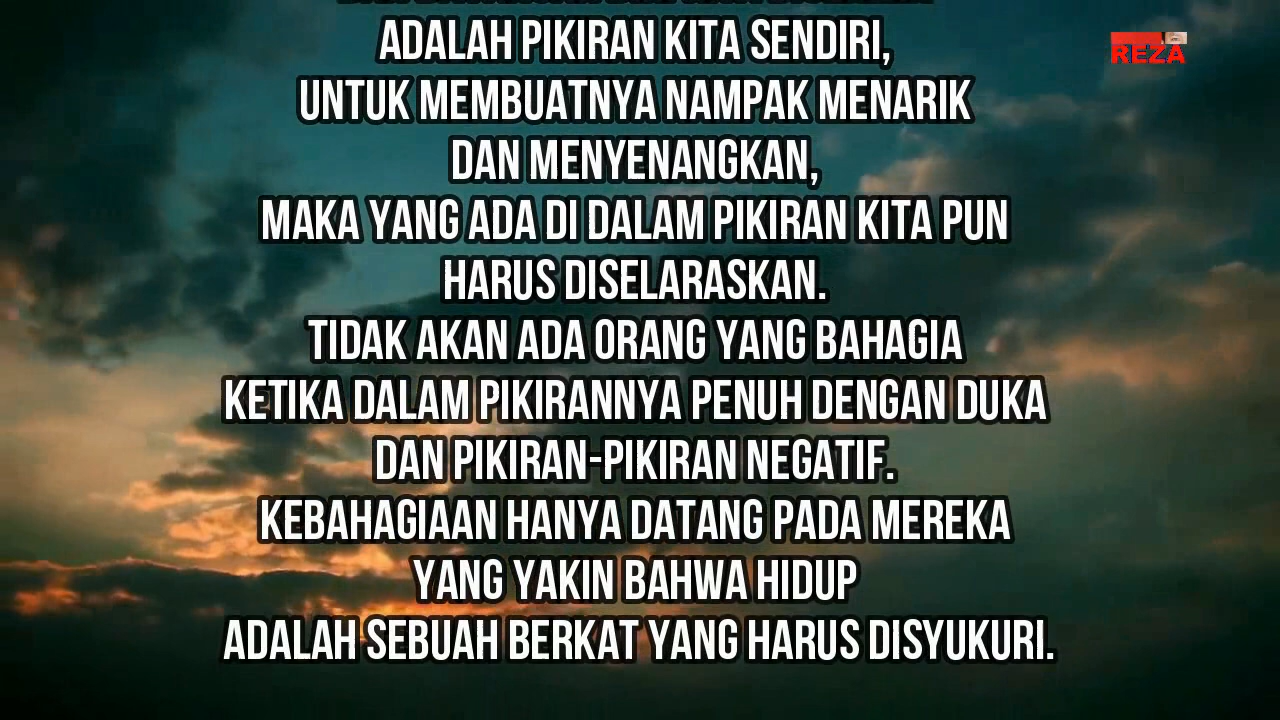 ADALAH PIKIRAN KITA SENDIRI,
UNTUK MEMBUATNYA NAMPAK MENARIK
DAN MENYENANGKAN,
MAKA YANG ADA DI DALAM PIKIRAN KITA PUN
HARUS DISELARASKAN.
TIDAK AKAN ADA ORANG YANG BAHAGIA
KETIKA DALAM PIKIRANNYA PENUH DENGAN DUKA
DAN PIKIRAN-PIKIRAN NEGATIF.
KEBAHAGIAAN HANYA DATANG PADA MEREKA
YANG YAKIN BAHWA HIDUP
ADALAH SEBUAH BERKAT YANG HARUS DISYUKURI.
REZA